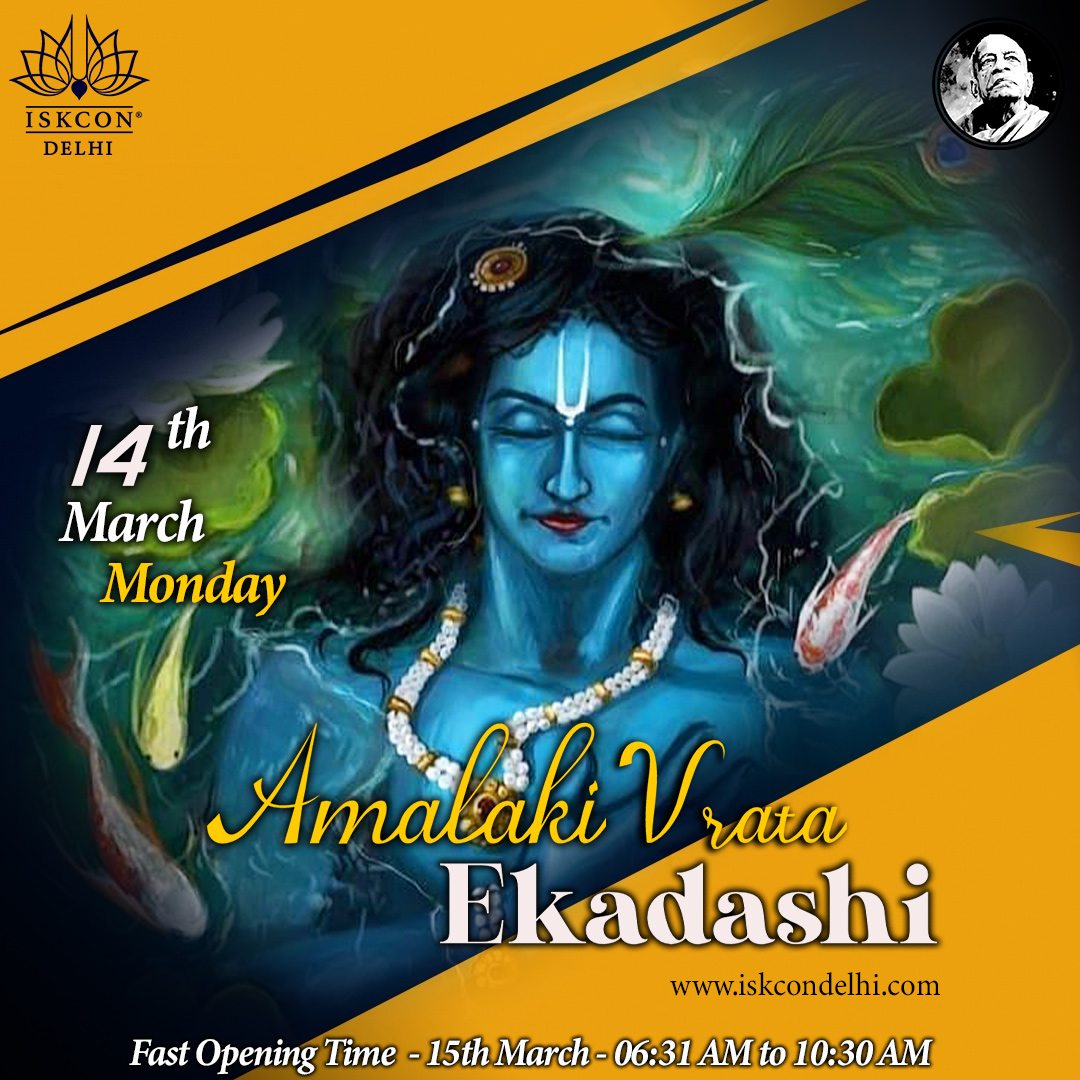 ISKCON®
DELHI
14th
March
Monday
Amalaki Vrata
Ekadashi
www.iskcondelhi.com
Fast Opening Time - 15th March - 06:31 AM to 10:30 AM